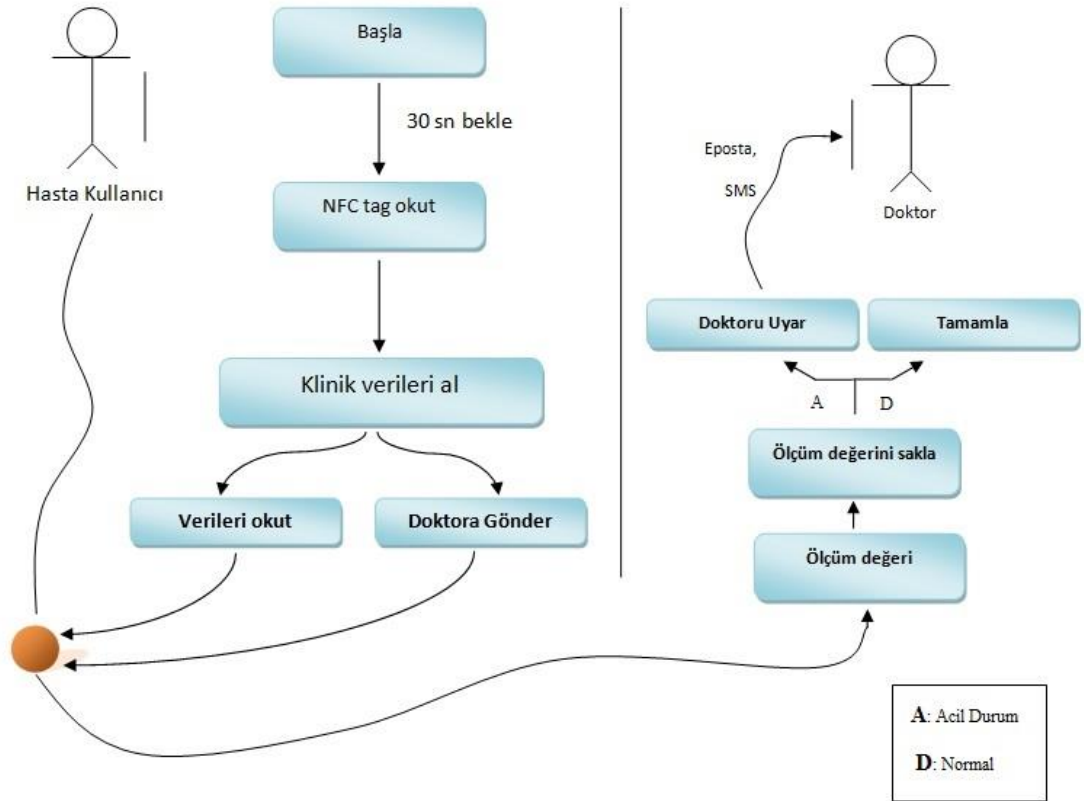 Başla
30 sn bekle
Hasta Kullanıcı
NFC tag okut
Klinik verileri al
Verileri okut
Doktora Gönder
Eposta,
SMS
Doktor
Doktoru Uyar
Tamamla
A
D
Ölçüm değerini sakla
Ölçüm değeri
A: Acil Durum
D: Normal